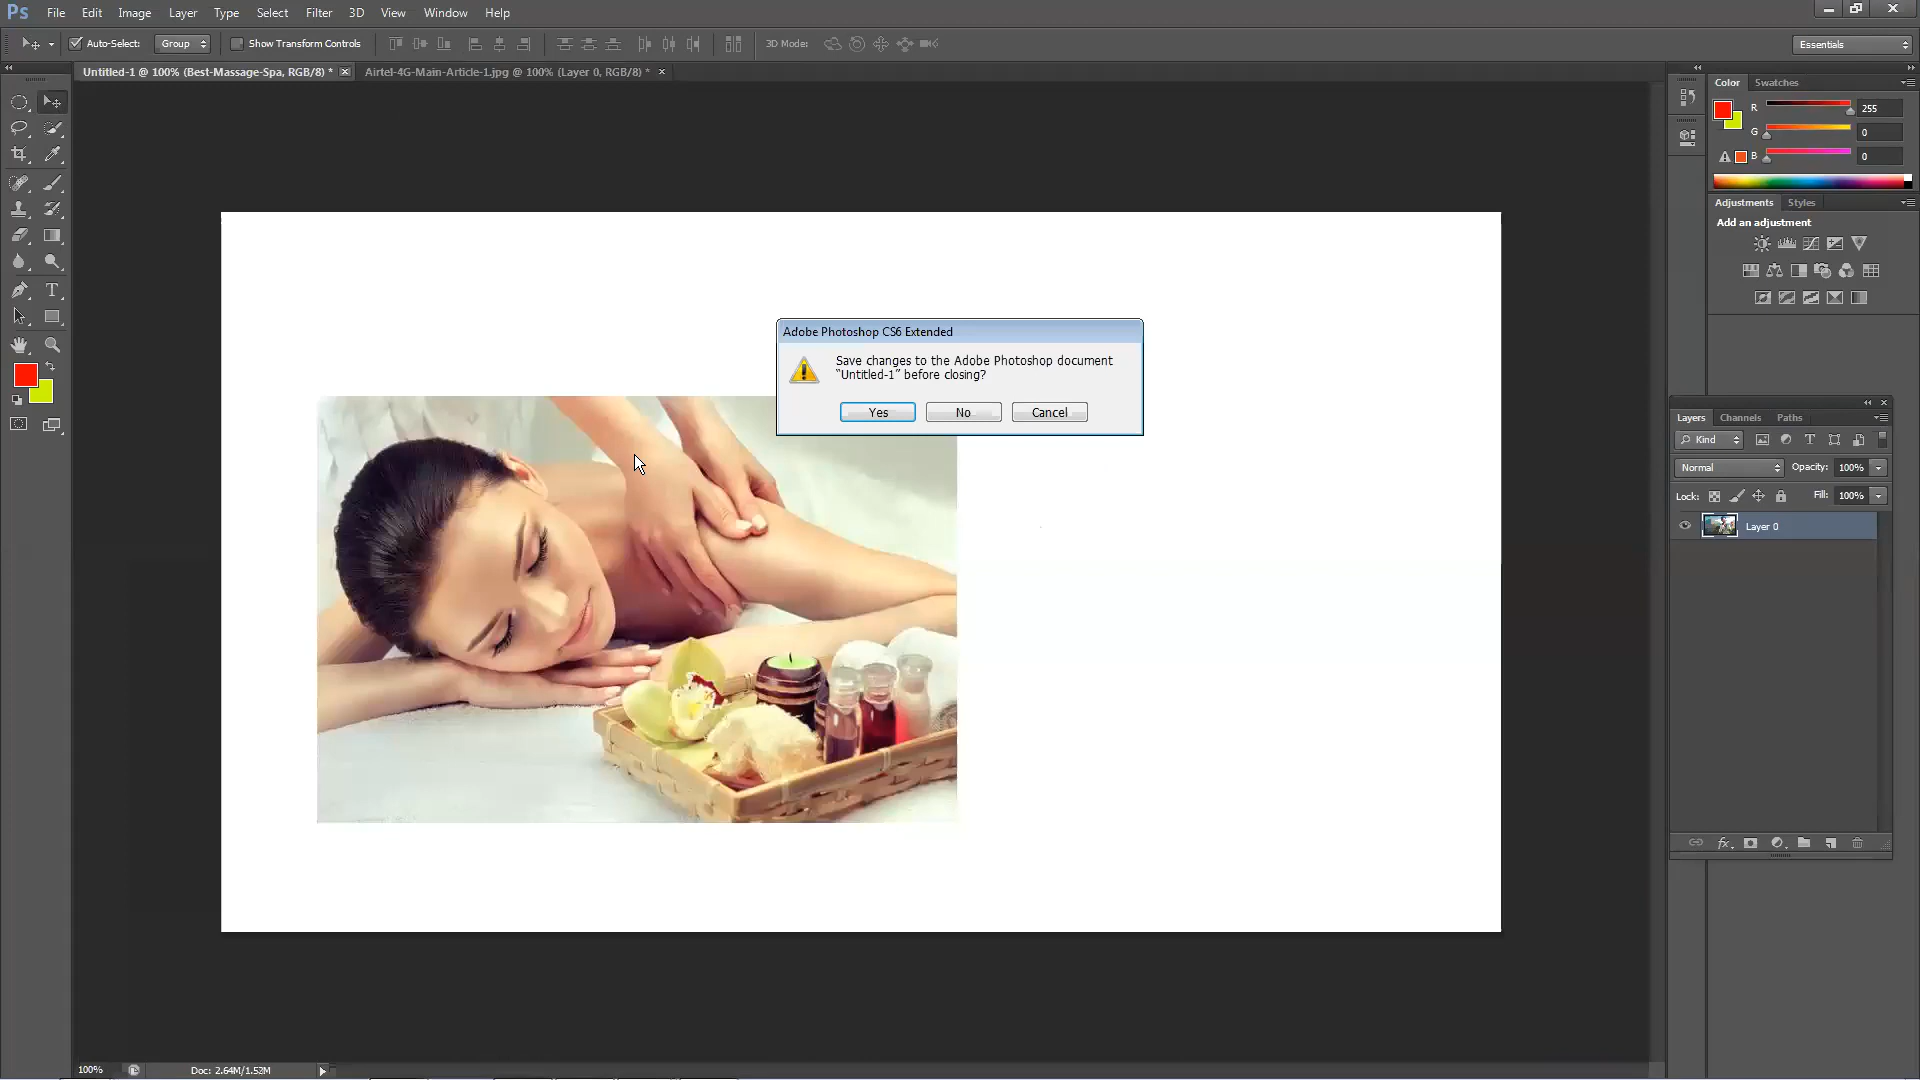 Ps File Edit Image Layer Type Select Filter 3D View Window Help
Auto-Select: Group Show Transform Controls 3D Mode: Essentials
Untitled-1 @ 100% (Best-Massage-Spa, RGB/8) * Airtel-4G-Main-Article-1.jpg @ 100% (Layer 0, RGB/8) *
Color Swatches
R 255
G 0
B 0
Adjustments Styles
Add an adjustment
Adobe Photoshop CS6 Extended
Save changes to the Adobe Photoshop document
“Untitled-1” before closing?
Yes No Cancel
Layers Channels Paths
Kind
Normal Opacity: 100%
Lock: Fill: 100%
Layer 0
100% Doc: 2.64M/1.52M